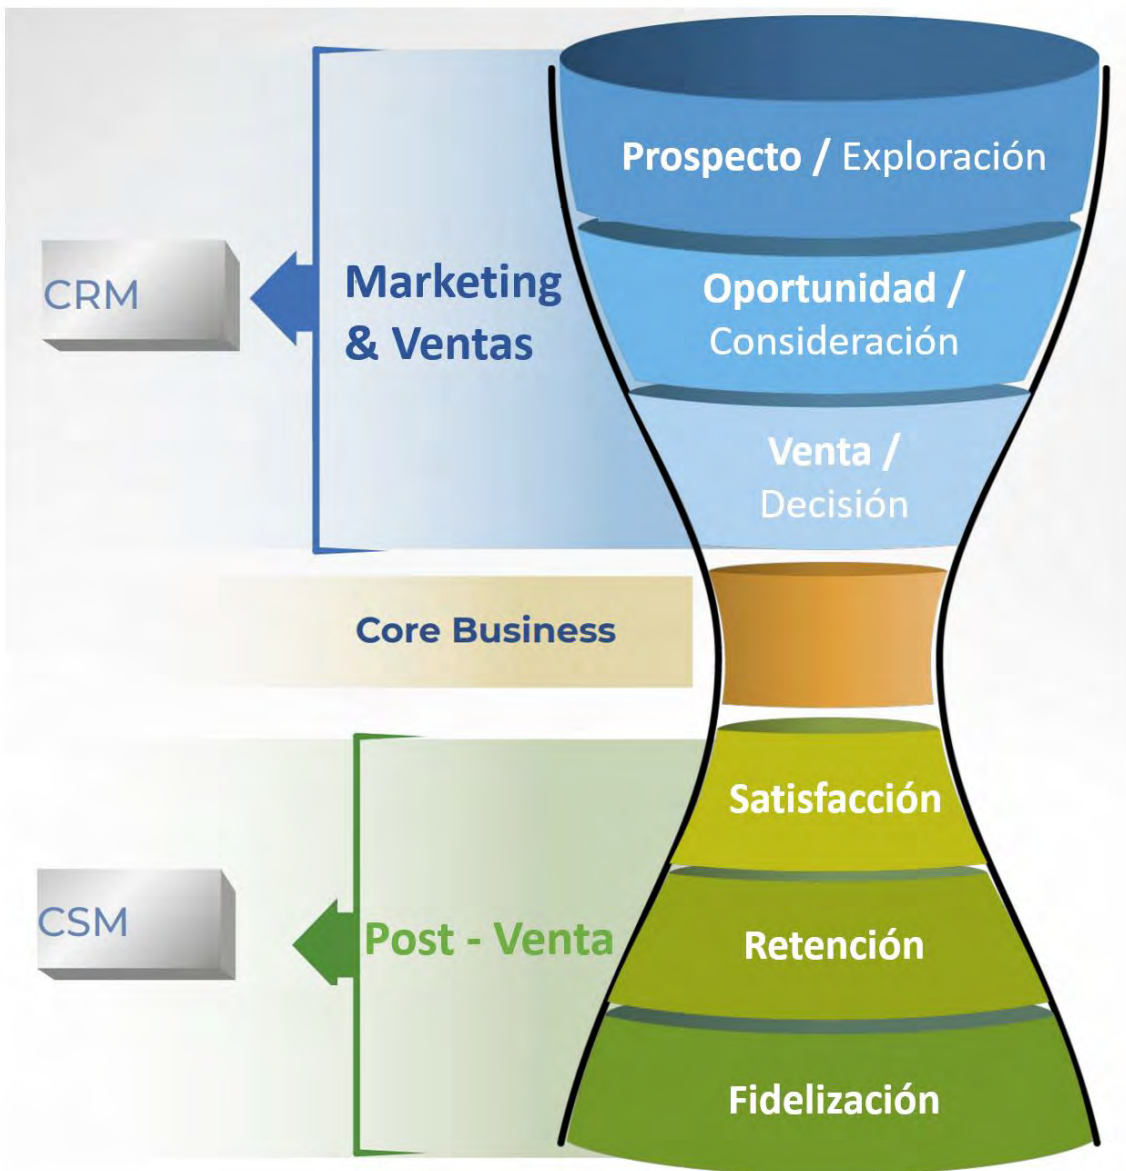 Prospecto / Exploración
CRM
Marketing
& Ventas
Oportunidad /
Consideración
Venta /
Decisión
Core Business
Satisfacción
CSM
Post - Venta
Retención
Fidelización